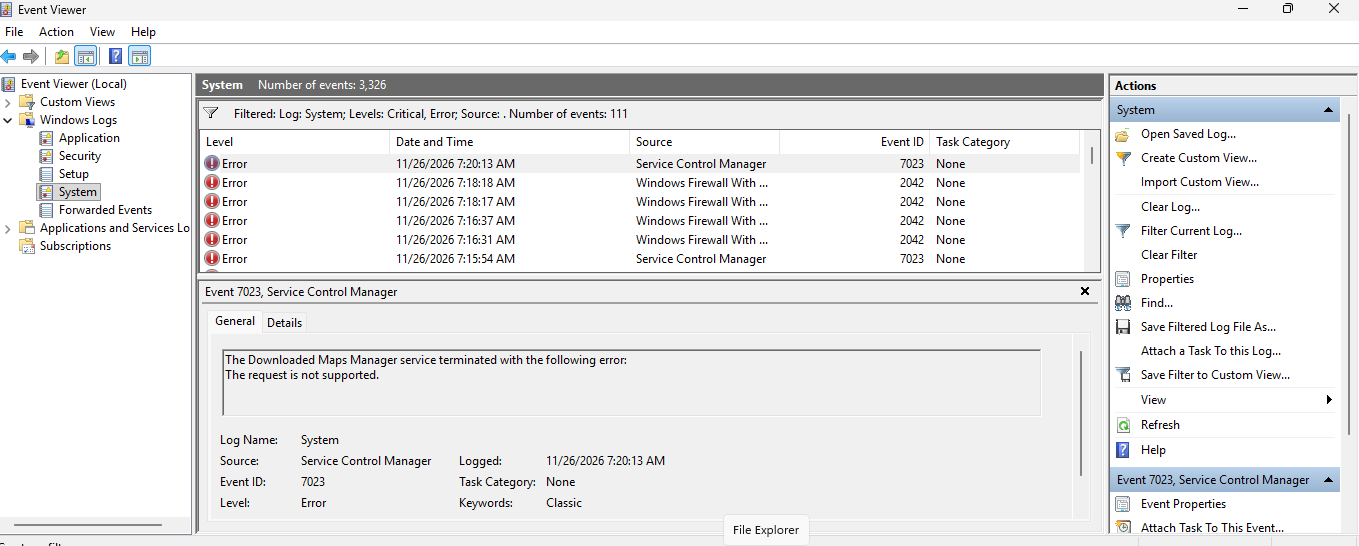 Event Viewer
File Action View Help
Event Viewer (Local)
Custom Views
Windows Logs
Application
Security
Setup
System
Forwarded Events
Applications and Services Lo
Subscriptions
System Number of events: 3,326
Filtered: Log: System; Levels: Critical, Error; Source: . Number of events: 111
Level Date and Time Source Event ID Task Category
Error 11/26/2026 7:20:13 AM Service Control Manager 7023 None
Error 11/26/2026 7:18:18 AM Windows Firewall With ... 2042 None
Error 11/26/2026 7:18:17 AM Windows Firewall With ... 2042 None
Error 11/26/2026 7:16:37 AM Windows Firewall With ... 2042 None
Error 11/26/2026 7:16:31 AM Windows Firewall With ... 2042 None
Error 11/26/2026 7:15:54 AM Service Control Manager 7023 None
Event 7023, Service Control Manager
General Details
The Downloaded Maps Manager service terminated with the following error:
The request is not supported.
Log Name: System
Source: Service Control Manager Logged: 11/26/2026 7:20:13 AM
Event ID: 7023 Task Category: None
Level: Error Keywords: Classic
File Explorer
Actions
System
Open Saved Log...
Create Custom View...
Import Custom View...
Clear Log...
Filter Current Log...
Clear Filter
Properties
Find...
Save Filtered Log File As...
Attach a Task To this Log...
Save Filter to Custom View...
View
Refresh
Help
Event 7023, Service Control Manager
Event Properties
Attach Task To This Event...